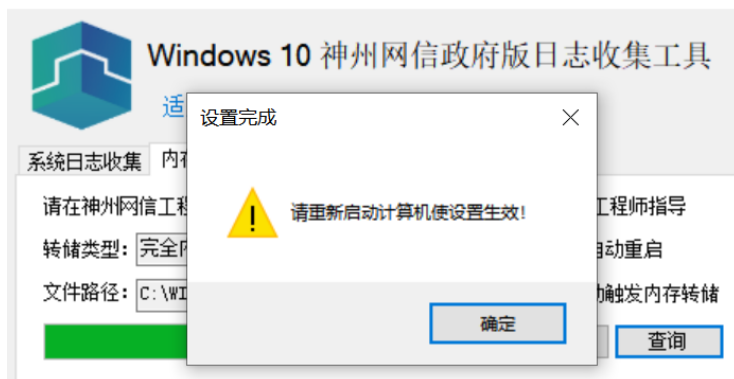 Windows 10 神州网信政府版日志收集工具
适
设置完成
系统日志收集 内存
请在神州网信工程
工程师指导
请重新启动计算机使设置生效!
转储类型: 完全内
自动重启
文件路径: C:\WI
动触发内存转储
确定
查询